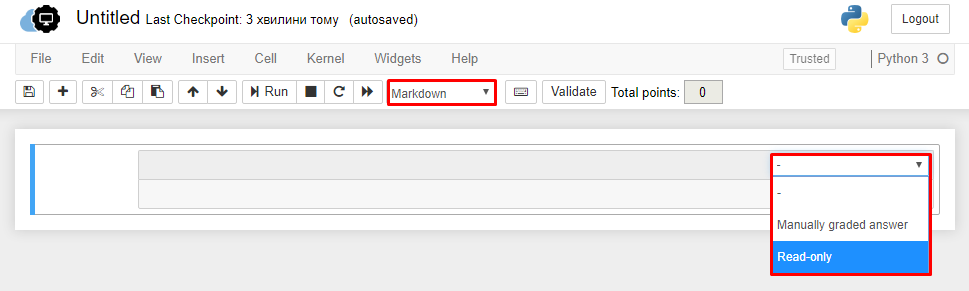 Untitled Last Checkpoint: 3 хвилини тому (autosaved)
Logout
File Edit View Insert Cell Kernel Widgets Help
Trusted
Python 3
Run
Markdown
Validate
Total points: 0
-
-
Manually graded answer
Read-only